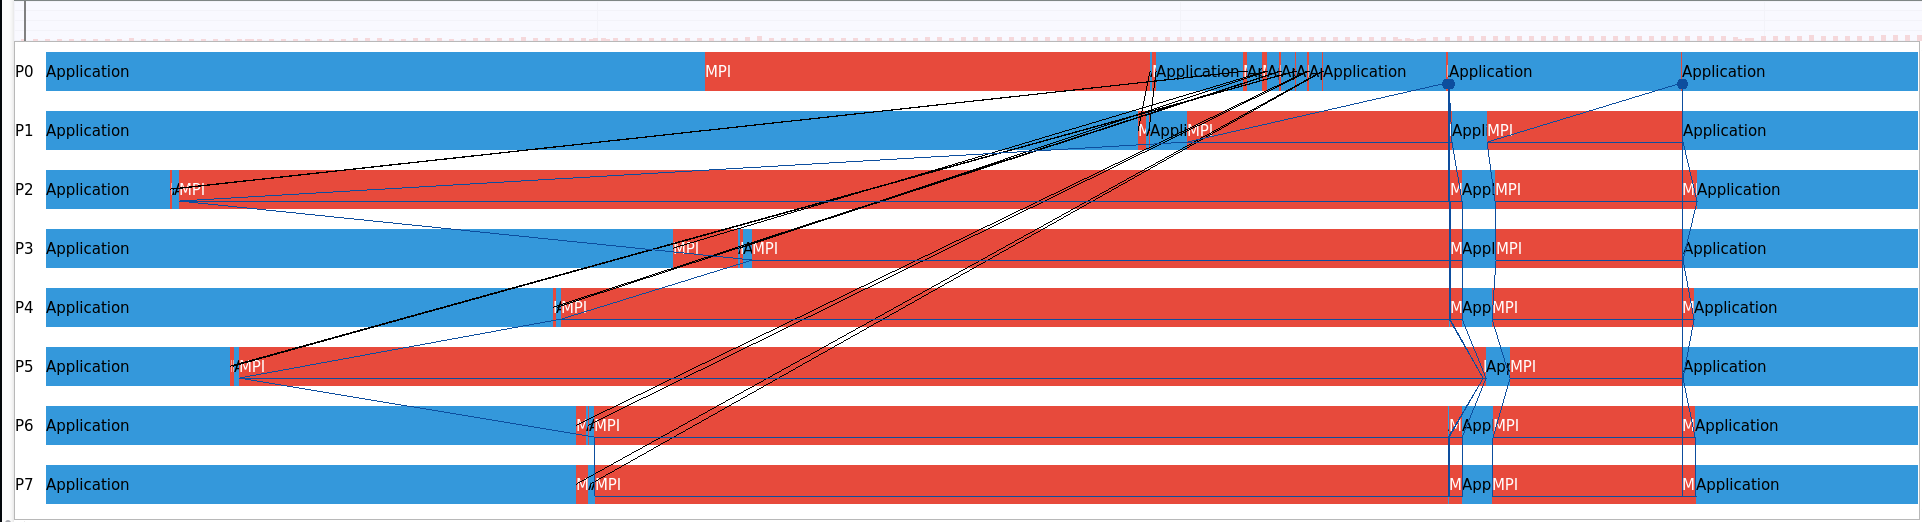 P0 Application MPI Application Application Application Application
P1 Application M Appli MPI Appl MPI Application
P2 Application MPI M App MPI M Application
P3 Application MPI A MPI M Appl MPI Application
P4 Application MPI M App MPI M Application
P5 Application MPI App MPI Application
P6 Application M MPI M App MPI M Application
P7 Application M MPI M App MPI M Application